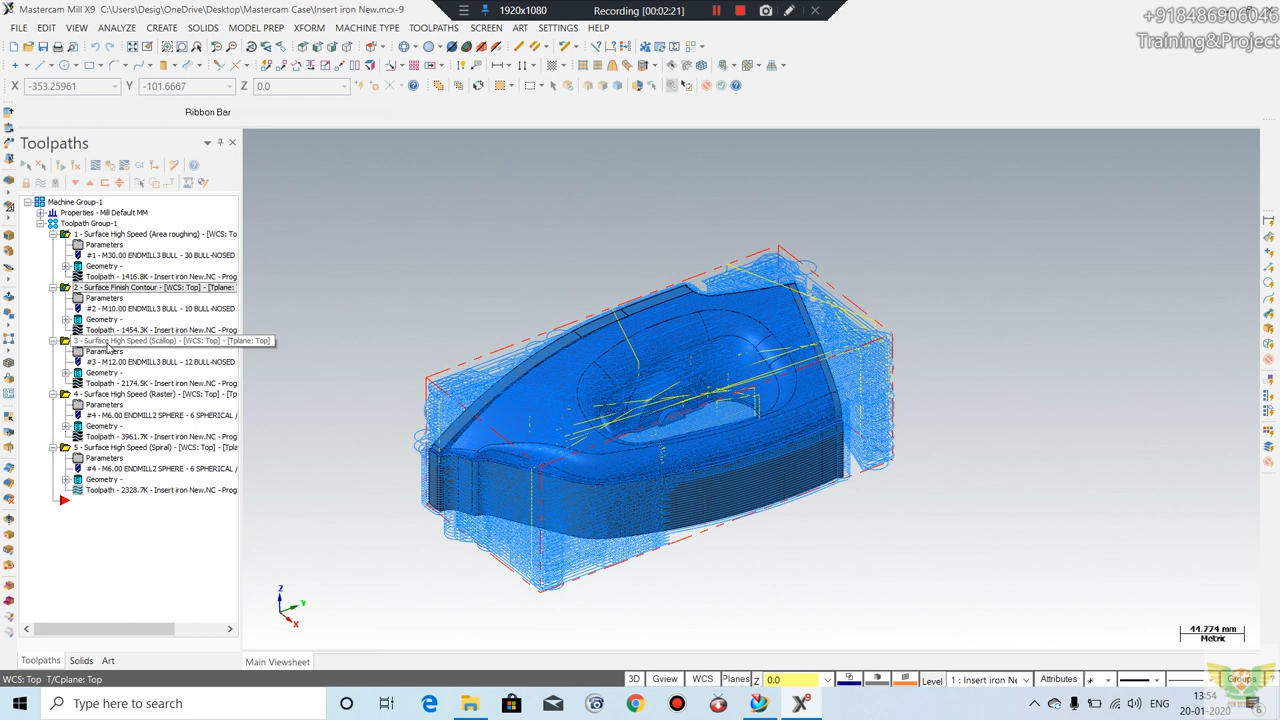 Mastercam Mill X9 - C:\Users\Desig\OneDrive\Desktop\Mastercam Case\Insert iron New.mcx-9
1920x1080
Recording [00:02:21]
+918486906046
Training&Project
FILE EDIT VIEW ANALYZE CREATE SOLIDS MODEL PREP XFORM MACHINE TYPE TOOLPATHS SCREEN ART SETTINGS HELP
X -353.25961 Y -101.6667 Z 0.0
Ribbon Bar
Toolpaths
G1
Machine Group-1
Properties - Mill Default MM
Toolpath Group-1
1 - Surface High Speed (Area roughing) - [WCS: To
Parameters
#1 - M30.00 ENDMILL3 BULL - 30 BULL-NOSED
Geometry -
Toolpath - 1416.8K - Insert iron New.NC - Prog
2 - Surface Finish Contour - [WCS: Top] - [Tplane:
Parameters
#2 - M10.00 ENDMILL3 BULL - 10 BULL-NOSED
Geometry -
Toolpath - 1454.3K - Insert iron New.NC - Prog
3 - Surface High Speed (Scallop) - [WCS: Top] - [Tplane: Top]
Parameters
#3 - M12.00 ENDMILL3 BULL - 12 BULL-NOSED
Geometry -
Toolpath - 2174.5K - Insert iron New.NC - Prog
4 - Surface High Speed (Raster) - [WCS: Top] - [Tp
Parameters
#4 - M6.00 ENDMILL2 SPHERE - 6 SPHERICAL /
Geometry -
Toolpath - 3961.7K - Insert iron New.NC - Prog
5 - Surface High Speed (Spiral) - [WCS: Top] - [Tpla
Parameters
#4 - M6.00 ENDMILL2 SPHERE - 6 SPHERICAL /
Geometry -
Toolpath - 2328.7K - Insert iron New.NC - Prog
Z
Y
X
44.774 mm
Metric
Toolpaths Solids Art
Main Viewsheet
WCS: Top T/Cplane: Top
3D Gview WCS Planes Z 0.0 Level 1 : Insert iron Ne Attributes Groups ?
Type here to search
ENG
13:54
20-01-2020
6